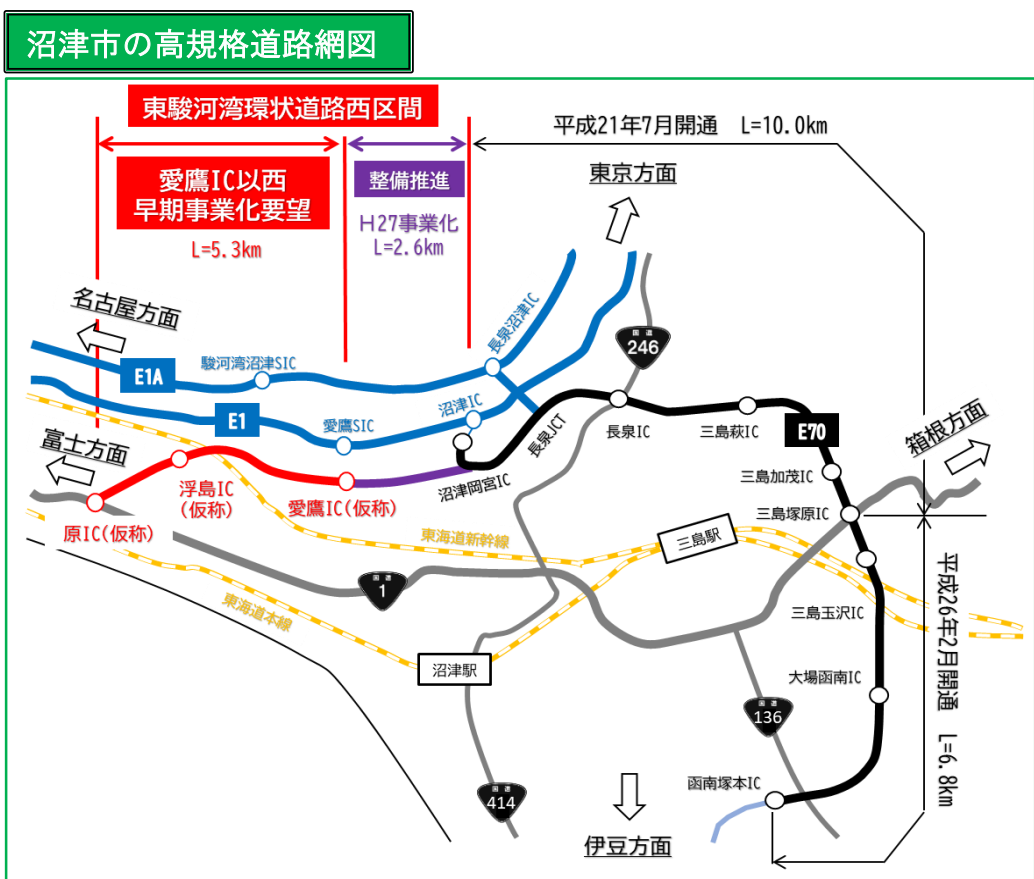 沼津市の高規格道路網図
東駿河湾環状道路西区間
平成21年7月開通 L=10.0km
愛鷹IC以西
早期事業化要望
L=5.3km
整備推進
H27事業化
L=2.6km
東京方面
名古屋方面
長泉沼津IC
国道
246
駿河湾沼津SIC
E1A
E1
愛鷹SIC
沼津IC
長泉JCT
長泉IC
三島萩IC
E70
箱根方面
富士方面
浮島IC
(仮称)
愛鷹IC(仮称)
沼津岡宮IC
三島加茂IC
三島塚原IC
原IC(仮称)
東海道新幹線
三島駅
国道
1
東海道本線
三島玉沢IC
平成26年2月開通 L=6.8km
沼津駅
大場函南IC
国道
136
函南塚本IC
国道
414
伊豆方面